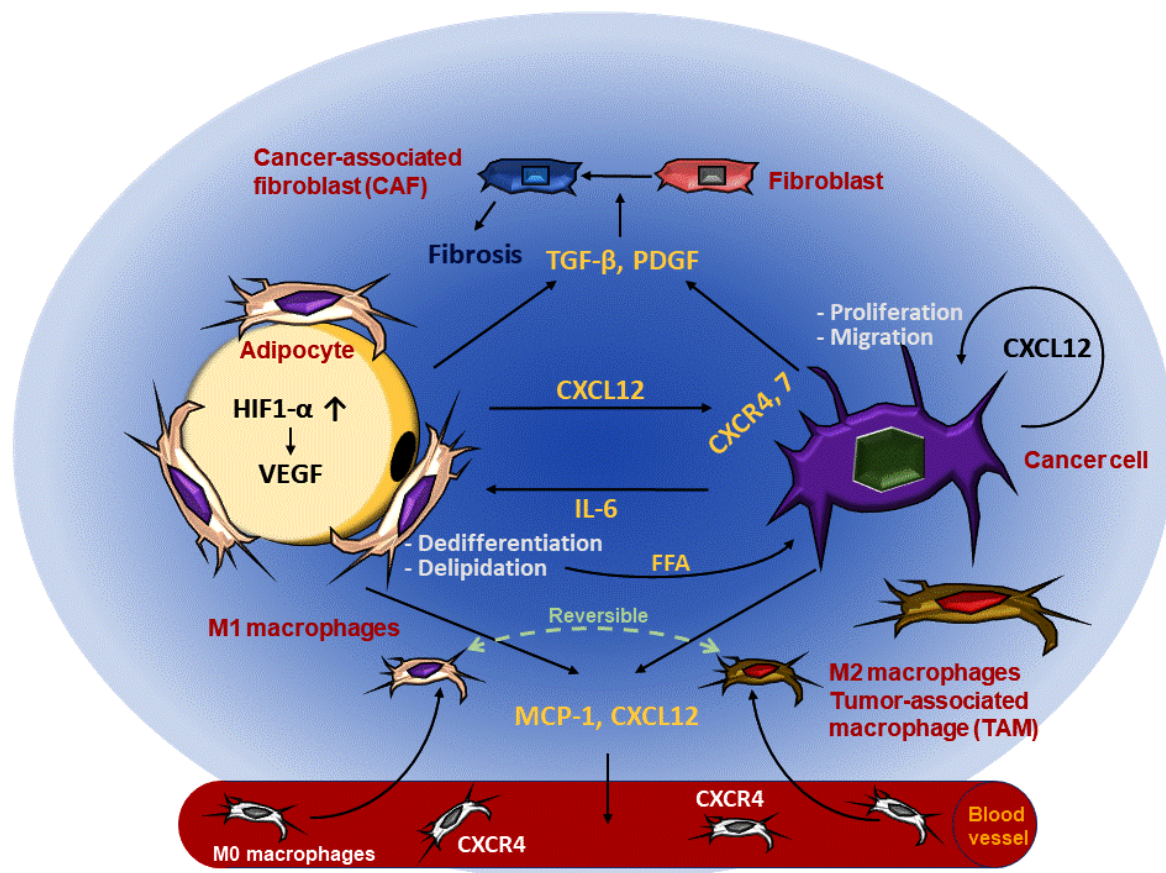 Cancer-associated
fibroblast (CAF)
Fibroblast
Fibrosis
TGF-β, PDGF
- Proliferation
- Migration
CXCL12
Adipocyte
HIF1-α ↑
VEGF
CXCL12
CXCR4, 7
Cancer cell
IL-6
- Dedifferentiation
- Delipidation
FFA
M1 macrophages
Reversible
M2 macrophages
Tumor-associated
macrophage (TAM)
MCP-1, CXCL12
M0 macrophages
CXCR4
CXCR4
Blood
vessel